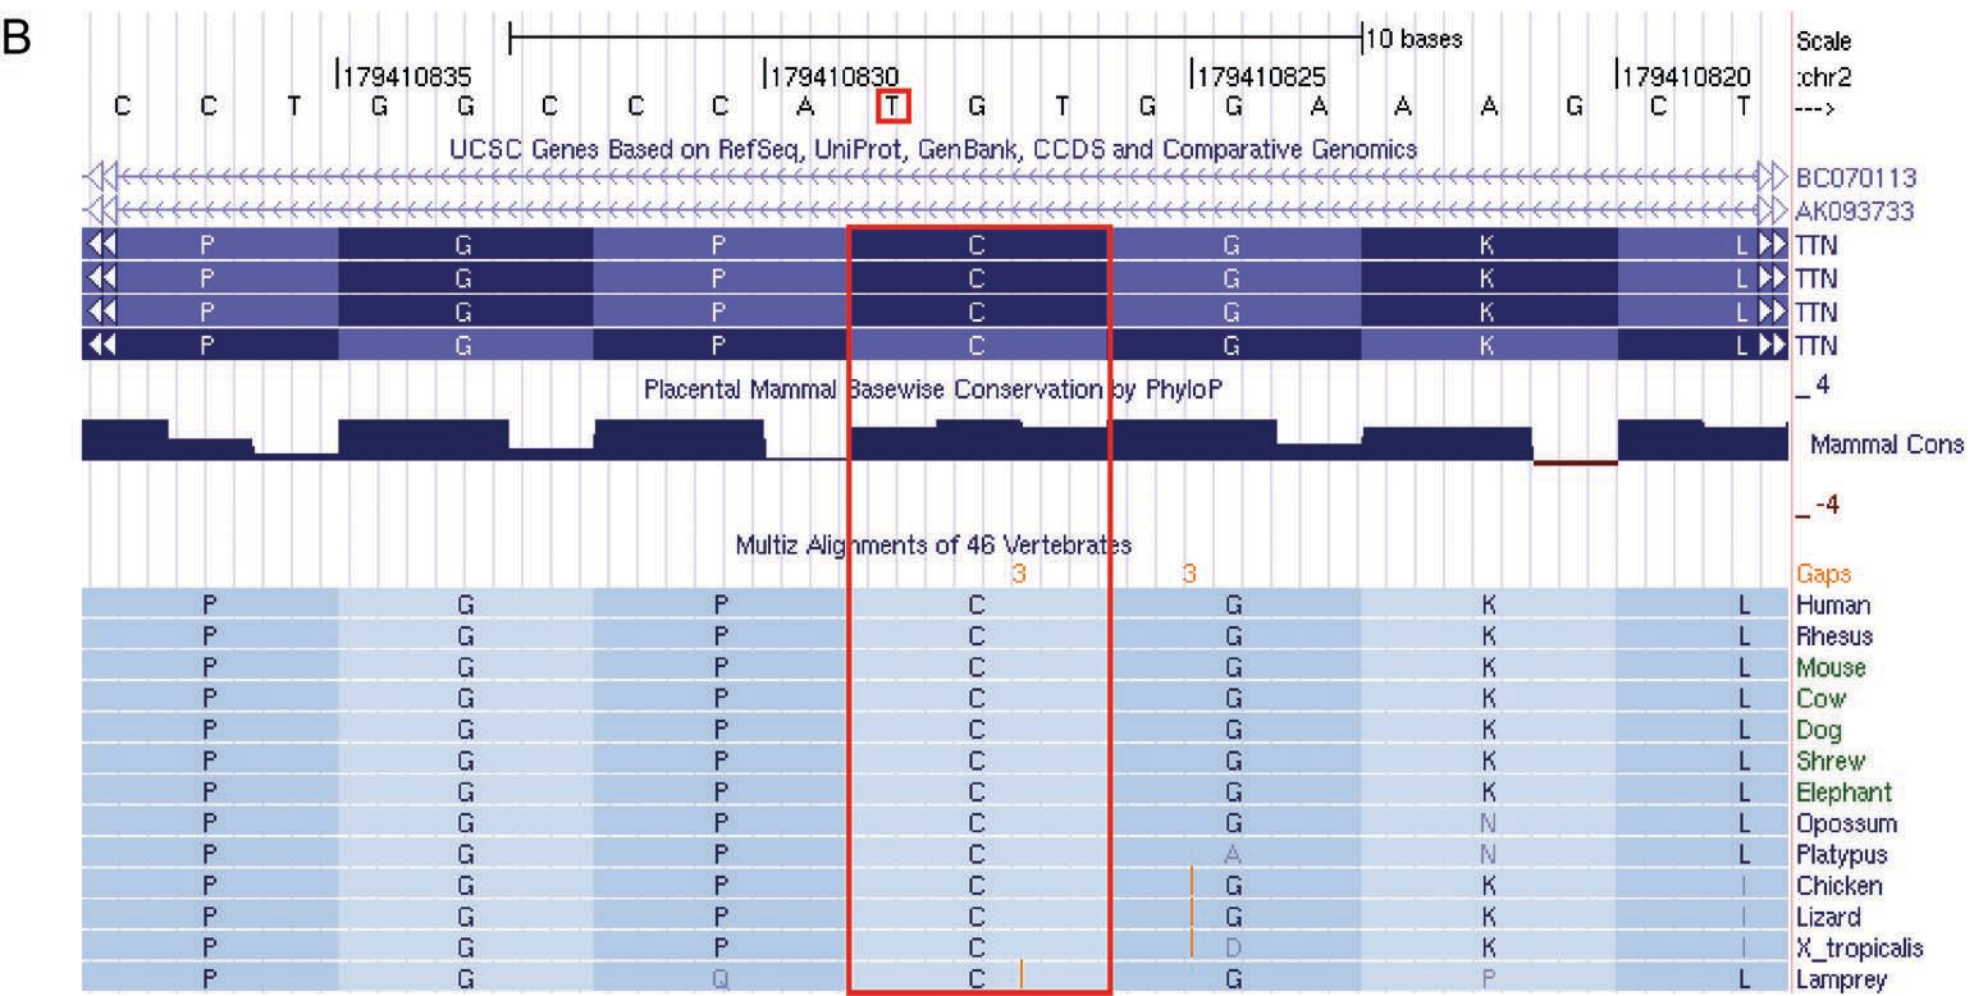 B
10 bases Scale
179410835 179410830 179410825 179410820 :chr2
C C T G G C C C A T G T G G A A A G C T --->
UCSC Genes Based on RefSeq, UniProt, GenBank, CCDS and Comparative Genomics
BC070113
AK093733
P G P C G K L TTN
P G P C G K L TTN
P G P C G K L TTN
P G P C G K L TTN
Placental Mammal Basewise Conservation by PhyloP
_ 4
Mammal Cons
_ -4
Multiz Alignments of 46 Vertebrates
3 3 Gaps
P G P C G K L Human
P G P C G K L Rhesus
P G P C G K L Mouse
P G P C G K L Cow
P G P C G K L Dog
P G P C G K L Shrew
P G P C G K L Elephant
P G P C G N L Opossum
P G P C A N L Platypus
P G P C G K I Chicken
P G P C G K I Lizard
P G P C D K I X_tropicalis
P G Q C G P L Lamprey